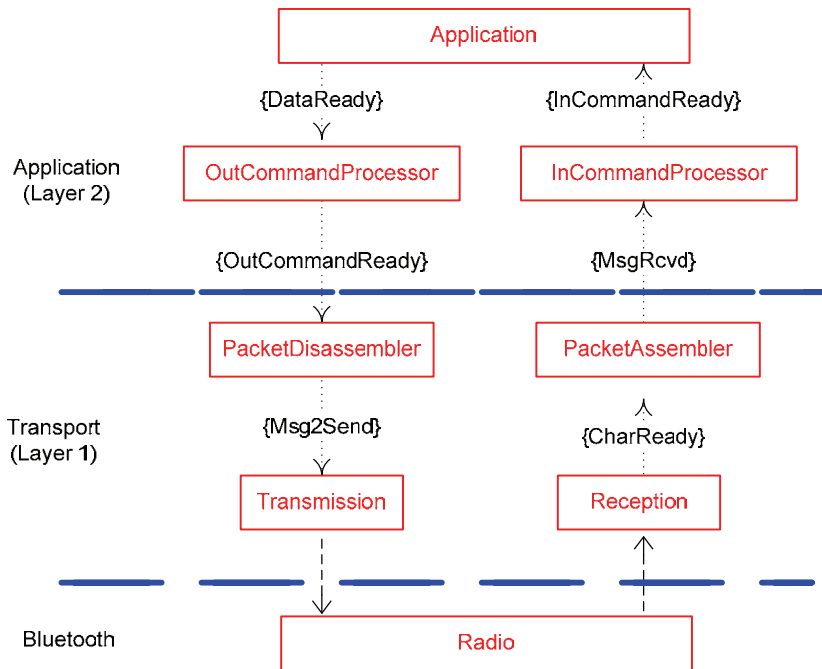 Application
{DataReady}
{InCommandReady}
Application
(Layer 2)
OutCommandProcessor
InCommandProcessor
{OutCommandReady}
{MsgRcvd}
PacketDisassembler
PacketAssembler
Transport
(Layer 1)
{Msg2Send}
{CharReady}
Transmission
Reception
Bluetooth
Radio